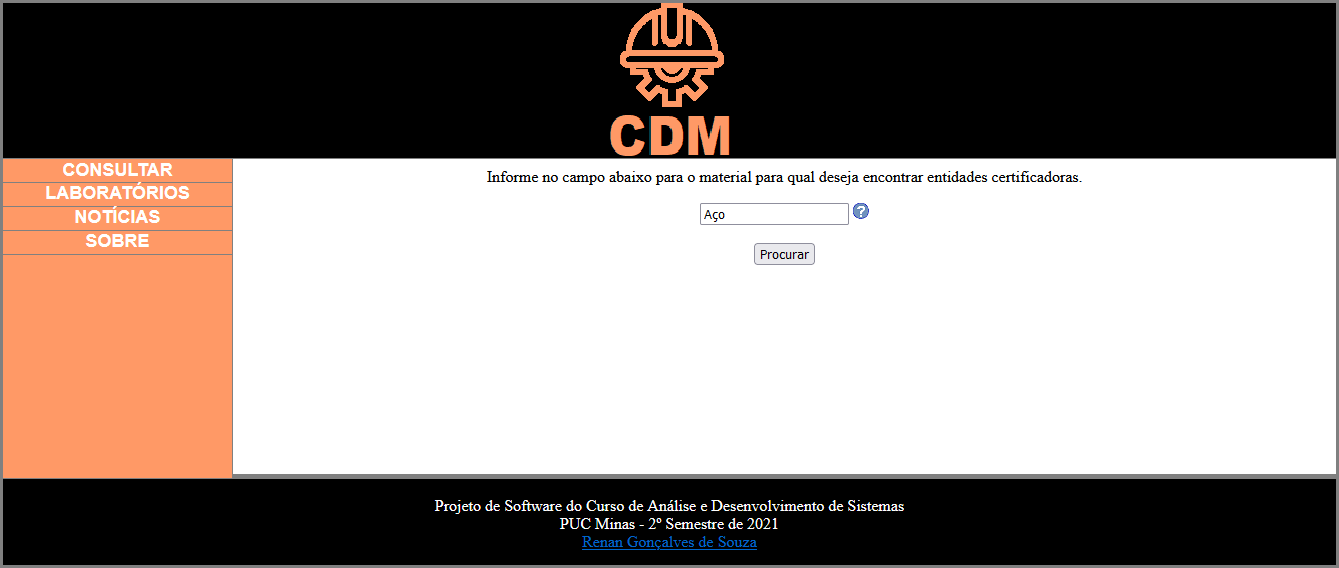 CDM
CONSULTAR
LABORATÓRIOS
NOTÍCIAS
SOBRE
Informe no campo abaixo para o material para qual deseja encontrar entidades certificadoras.
Aço
?
Procurar
Projeto de Software do Curso de Análise e Desenvolvimento de Sistemas
PUC Minas - 2º Semestre de 2021
Renan Gonçalves de Souza